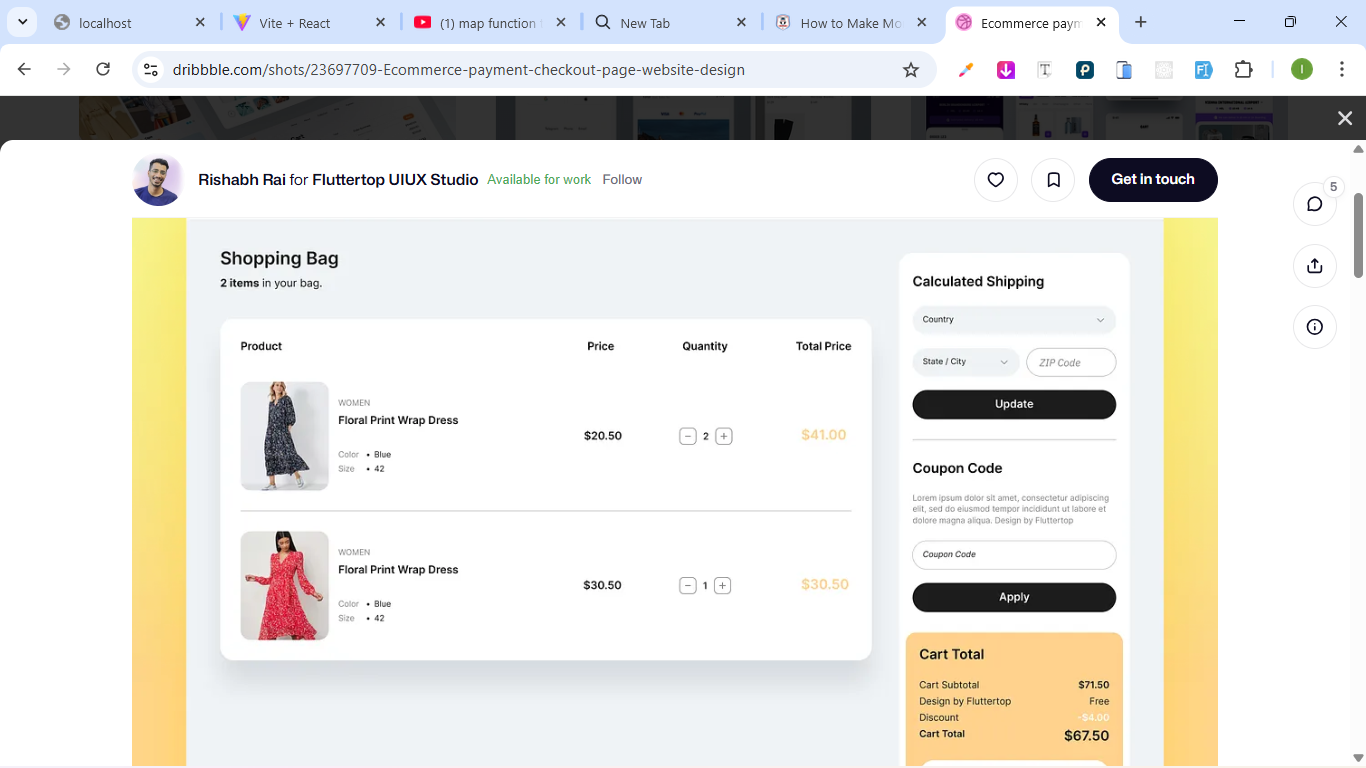 localhost
Vite + React
(1) map function
New Tab
How to Make Mo
Ecommerce paym
dribbble.com/shots/23697709-Ecommerce-payment-checkout-page-website-design
I
Rishabh Rai for Fluttertop UIUX Studio Available for work Follow
Get in touch
5
Shopping Bag
2 items in your bag.
Product Price Quantity Total Price
WOMEN
Floral Print Wrap Dress
Color • Blue
Size • 42
$20.50 − 2 + $41.00
WOMEN
Floral Print Wrap Dress
Color • Blue
Size • 42
$30.50 − 1 + $30.50
Calculated Shipping
Country
State / City ZIP Code
Update
Coupon Code
Lorem ipsum dolor sit amet, consectetur adipiscing
elit, sed do eiusmod tempor incididunt ut labore et
dolore magna aliqua. Design by Fluttertop
Coupon Code
Apply
Cart Total
Cart Subtotal $71.50
Design by Fluttertop Free
Discount -$4.00
Cart Total $67.50